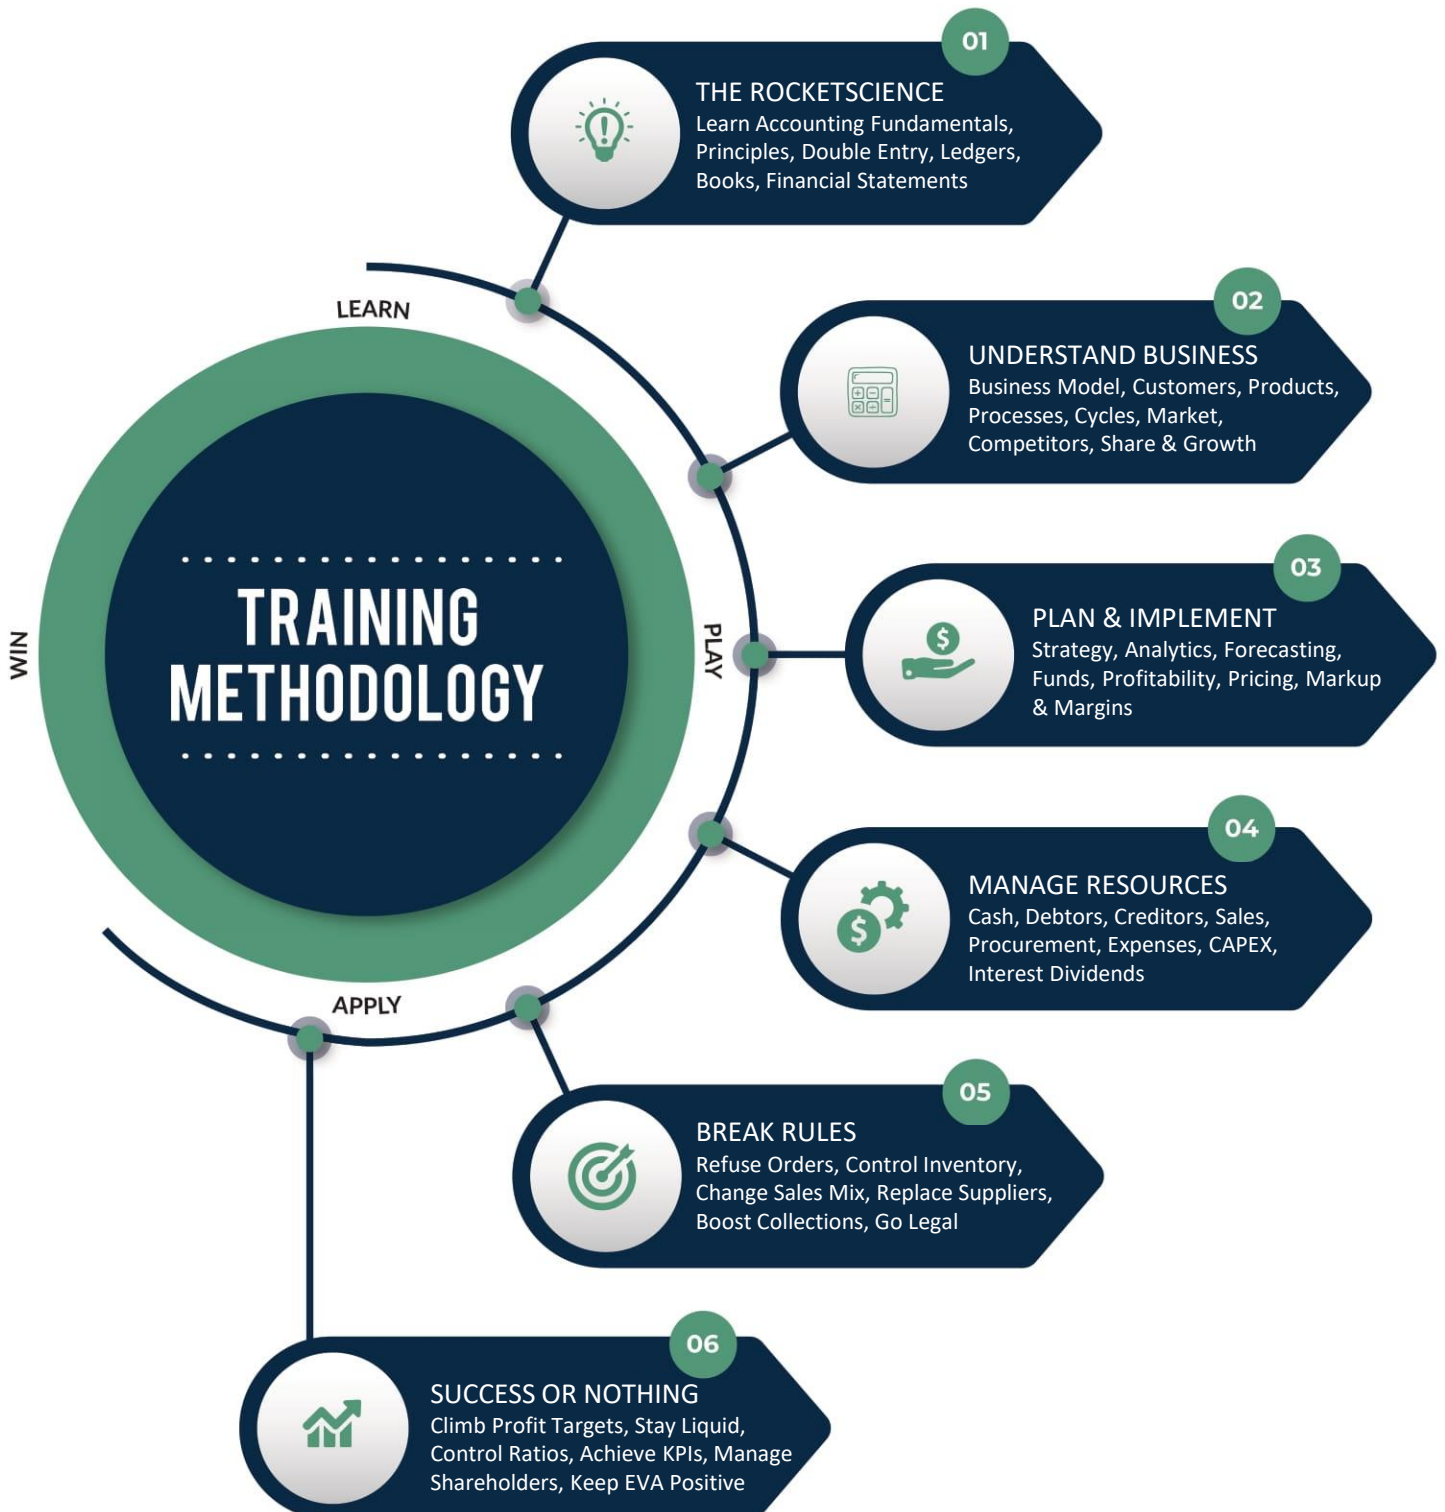 01
THE ROCKETSCIENCE
Learn Accounting Fundamentals,
Principles, Double Entry, Ledgers,
Books, Financial Statements
LEARN
02
UNDERSTAND BUSINESS
Business Model, Customers, Products,
Processes, Cycles, Market,
Competitors, Share & Growth
03
PLAN & IMPLEMENT
Strategy, Analytics, Forecasting,
Funds, Profitability, Pricing, Markup
& Margins
TRAINING
METHODOLOGY
WIN
PLAY
04
MANAGE RESOURCES
Cash, Debtors, Creditors, Sales,
Procurement, Expenses, CAPEX,
Interest Dividends
APPLY
05
BREAK RULES
Refuse Orders, Control Inventory,
Change Sales Mix, Replace Suppliers,
Boost Collections, Go Legal
06
SUCCESS OR NOTHING
Climb Profit Targets, Stay Liquid,
Control Ratios, Achieve KPIs, Manage
Shareholders, Keep EVA Positive